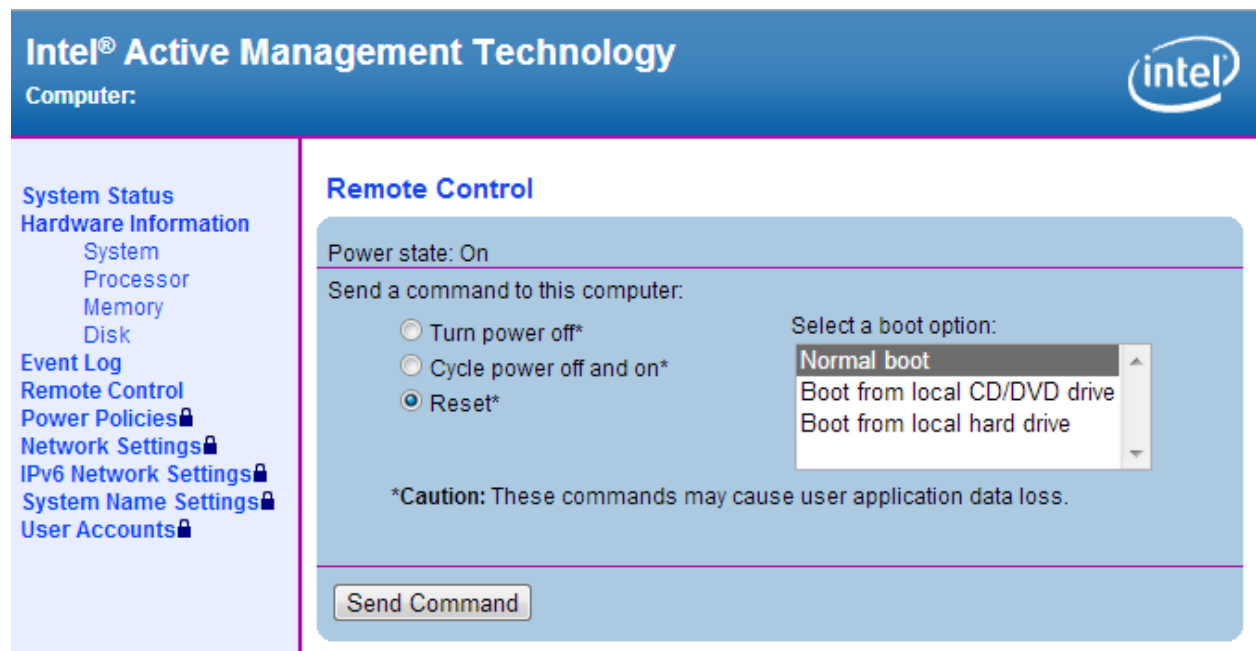 Intel® Active Management Technology
Computer:
intel
System Status
Hardware Information
System
Processor
Memory
Disk
Event Log
Remote Control
Power Policies
Network Settings
IPv6 Network Settings
System Name Settings
User Accounts
Remote Control
Power state: On
Send a command to this computer:
Turn power off*
Cycle power off and on*
Reset*
Select a boot option:
Normal boot
Boot from local CD/DVD drive
Boot from local hard drive
*Caution: These commands may cause user application data loss.
Send Command